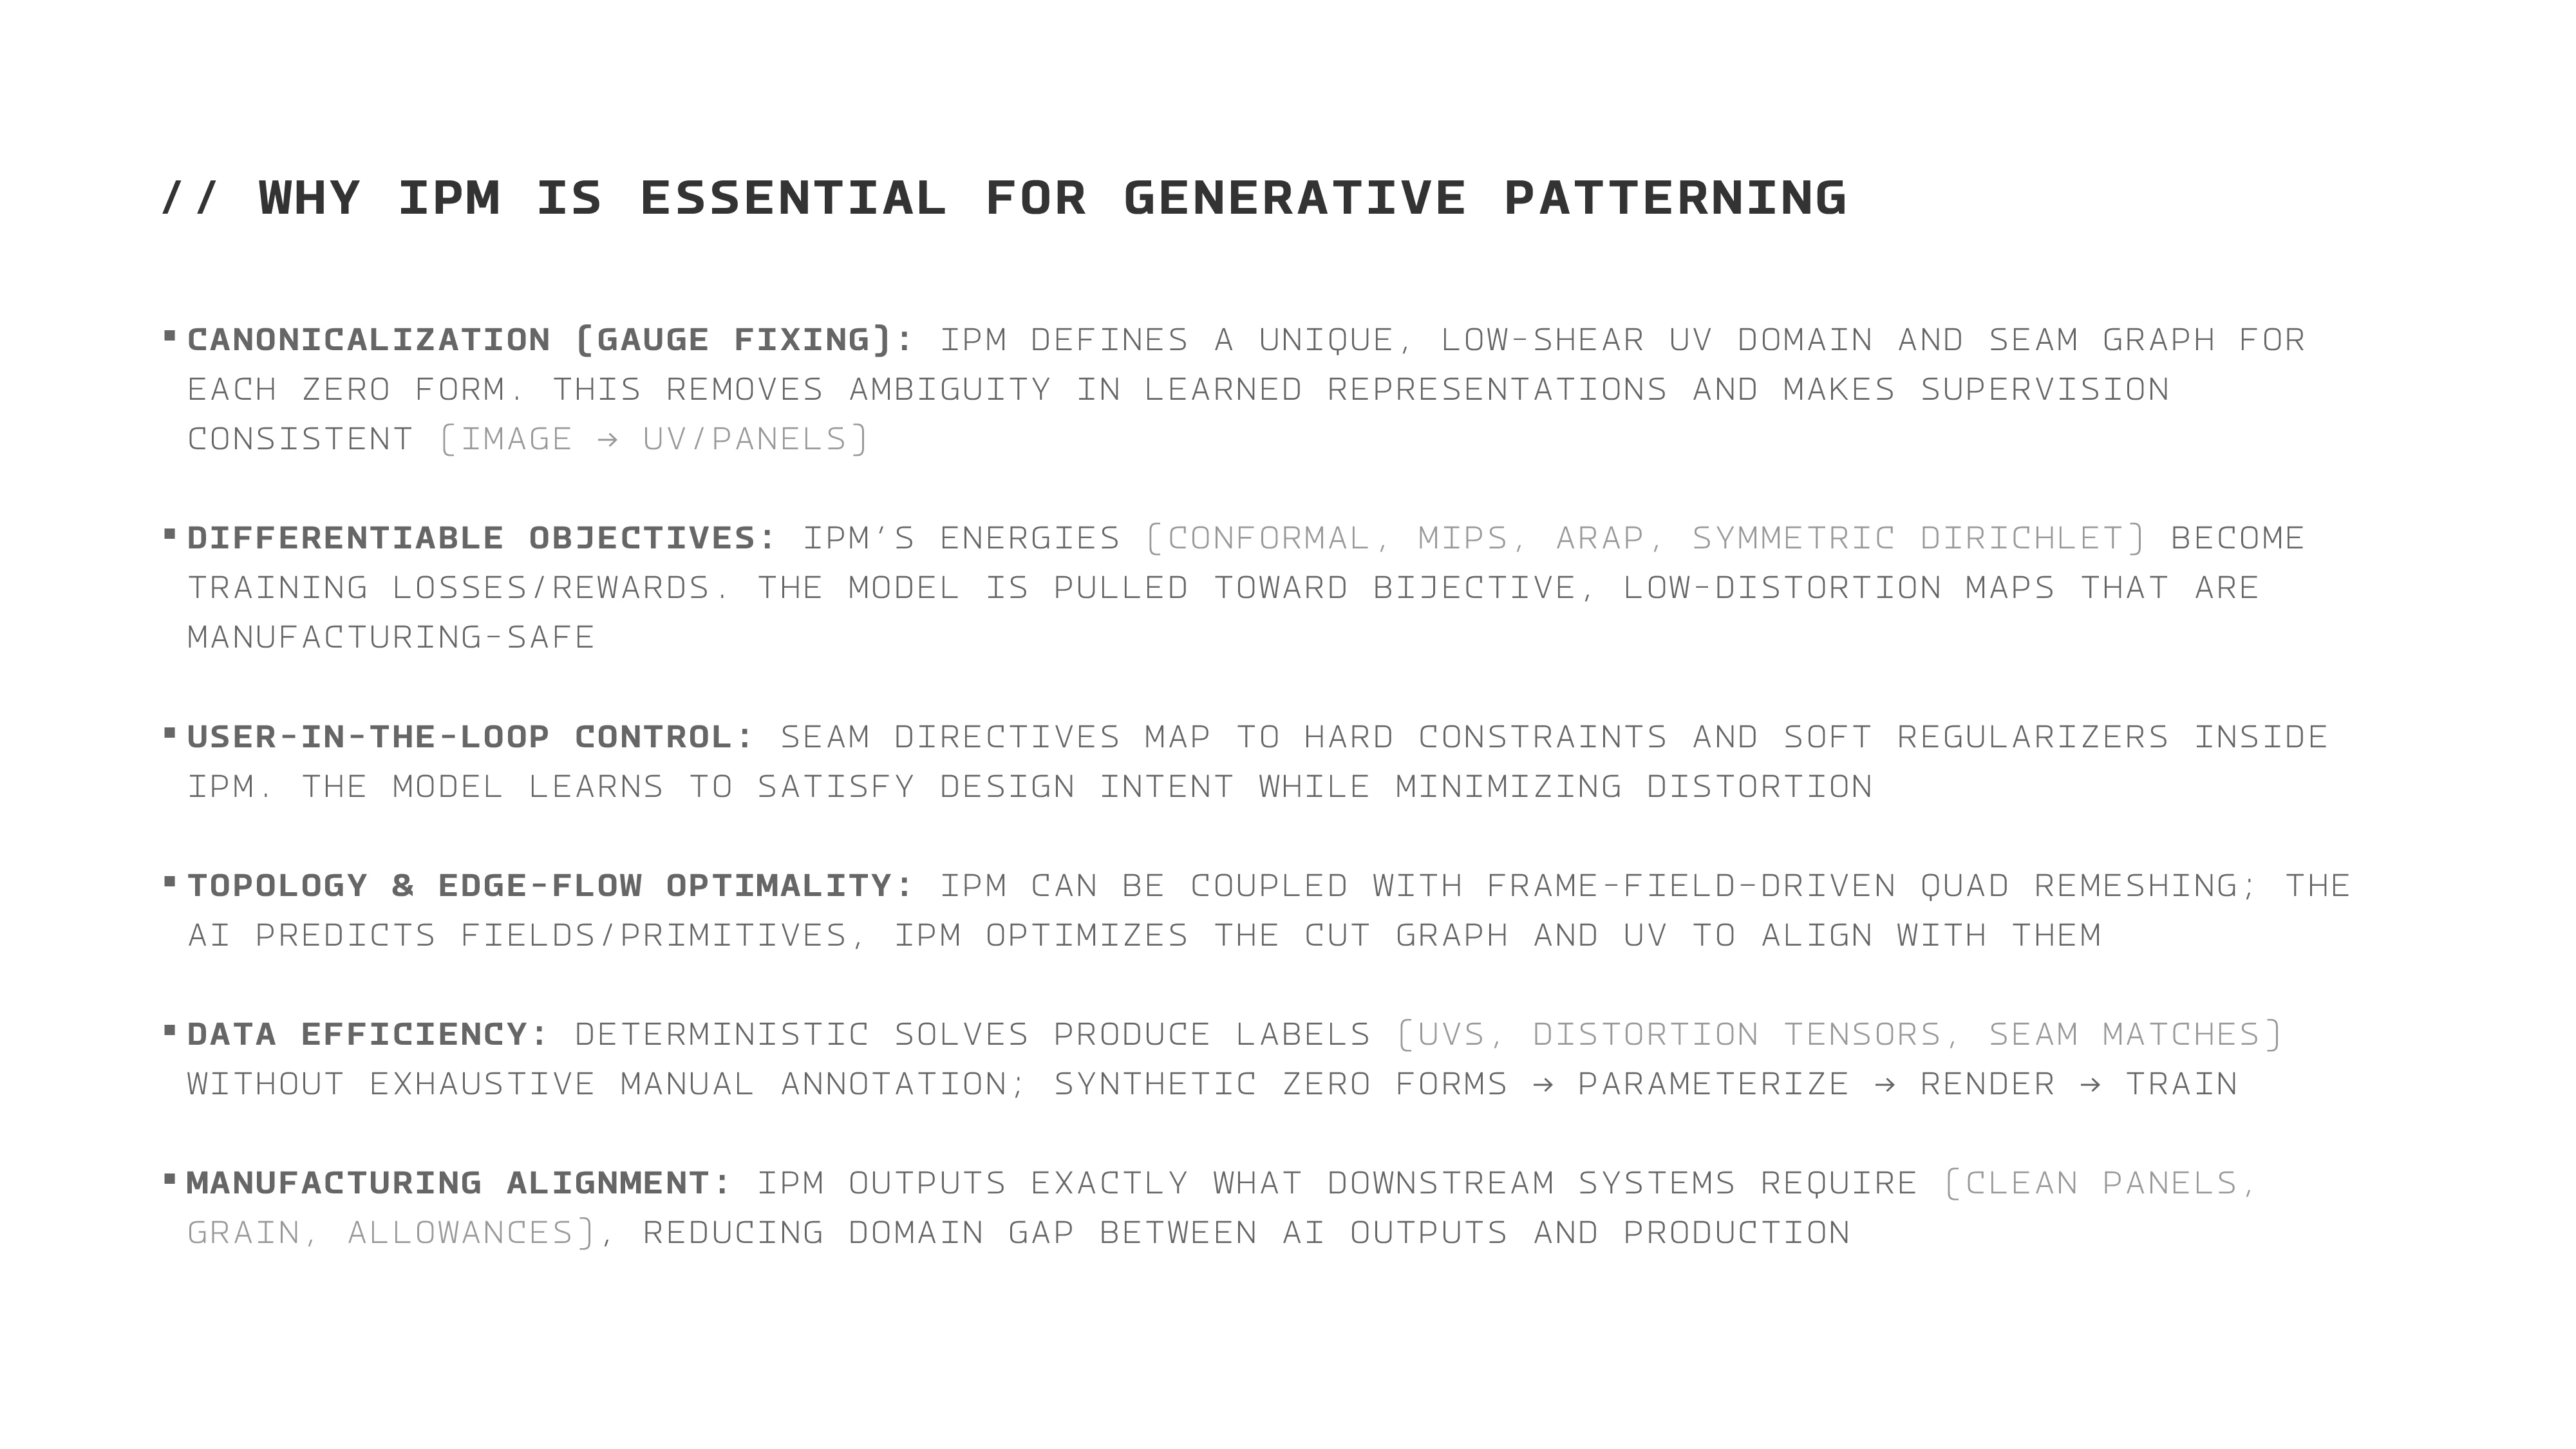 // WHY IPM IS ESSENTIAL FOR GENERATIVE PATTERNING
▪ CANONICALIZATION (GAUGE FIXING): IPM DEFINES A UNIQUE, LOW-SHEAR UV DOMAIN AND SEAM GRAPH FOR
EACH ZERO FORM. THIS REMOVES AMBIGUITY IN LEARNED REPRESENTATIONS AND MAKES SUPERVISION
CONSISTENT (IMAGE → UV/PANELS)
▪ DIFFERENTIABLE OBJECTIVES: IPM’S ENERGIES (CONFORMAL, MIPS, ARAP, SYMMETRIC DIRICHLET) BECOME
TRAINING LOSSES/REWARDS. THE MODEL IS PULLED TOWARD BIJECTIVE, LOW-DISTORTION MAPS THAT ARE
MANUFACTURING-SAFE
▪ USER-IN-THE-LOOP CONTROL: SEAM DIRECTIVES MAP TO HARD CONSTRAINTS AND SOFT REGULARIZERS INSIDE
IPM. THE MODEL LEARNS TO SATISFY DESIGN INTENT WHILE MINIMIZING DISTORTION
▪ TOPOLOGY & EDGE-FLOW OPTIMALITY: IPM CAN BE COUPLED WITH FRAME-FIELD-DRIVEN QUAD REMESHING; THE
AI PREDICTS FIELDS/PRIMITIVES, IPM OPTIMIZES THE CUT GRAPH AND UV TO ALIGN WITH THEM
▪ DATA EFFICIENCY: DETERMINISTIC SOLVES PRODUCE LABELS (UVS, DISTORTION TENSORS, SEAM MATCHES)
WITHOUT EXHAUSTIVE MANUAL ANNOTATION; SYNTHETIC ZERO FORMS → PARAMETERIZE → RENDER → TRAIN
▪ MANUFACTURING ALIGNMENT: IPM OUTPUTS EXACTLY WHAT DOWNSTREAM SYSTEMS REQUIRE (CLEAN PANELS,
GRAIN, ALLOWANCES), REDUCING DOMAIN GAP BETWEEN AI OUTPUTS AND PRODUCTION